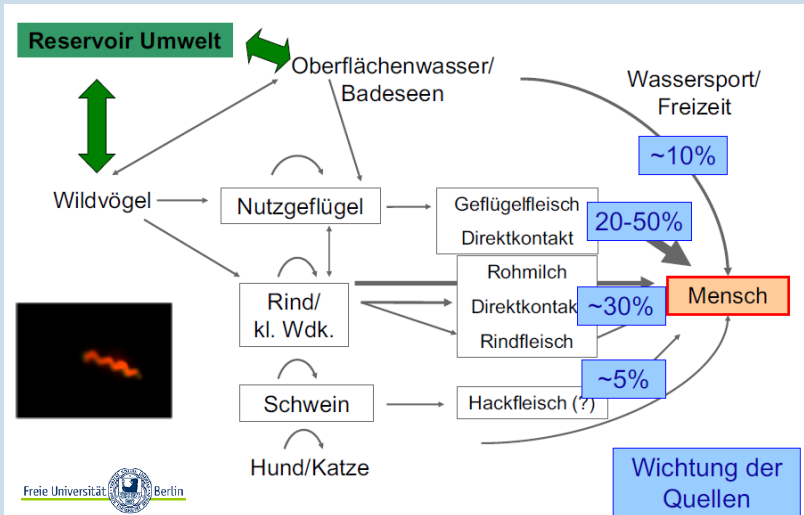 Reservoir Umwelt
Oberflächenwasser/
Badeseen
Wassersport/
Freizeit
~10%
Wildvögel
Nutzgeflügel
Geflügelfleisch
Direktkontakt
20-50%
Rind/
kl. Wdk.
Rohmilch
Direktkontak
Rindfleisch
~30%
Mensch
Schwein
Hackfleisch (?)
~5%
Hund/Katze
Wichtung der
Quellen
Freie Universität Berlin